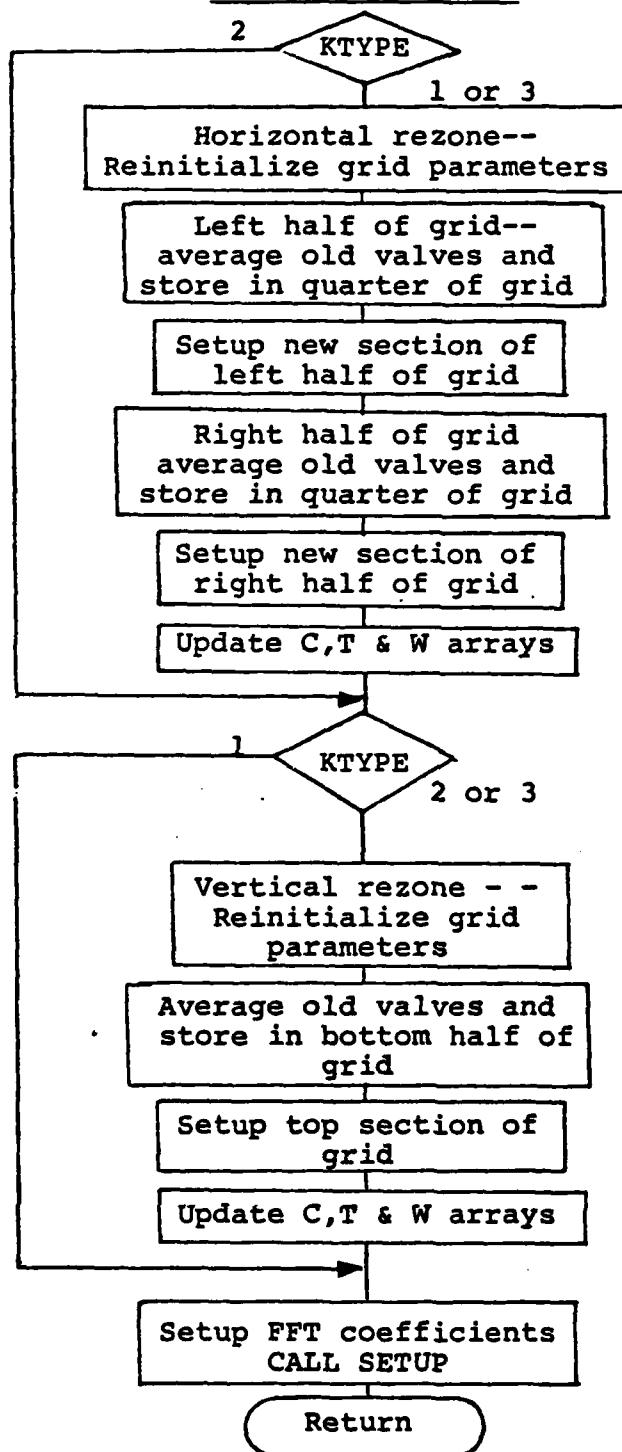 2
KTYPE
1 or 3
Horizontal rezone--
Reinitialize grid parameters
Left half of grid--
average old valves and
store in quarter of grid
Setup new section of
left half of grid
Right half of grid
average old valves and
store in quarter of grid
Setup new section of
right half of grid
Update C,T & W arrays
1
KTYPE
2 or 3
Vertical rezone - -
Reinitialize grid
parameters
Average old valves and
store in bottom half of
grid
Setup top section of
grid
Update C,T & W arrays
Setup FFT coefficients
CALL SETUP
Return